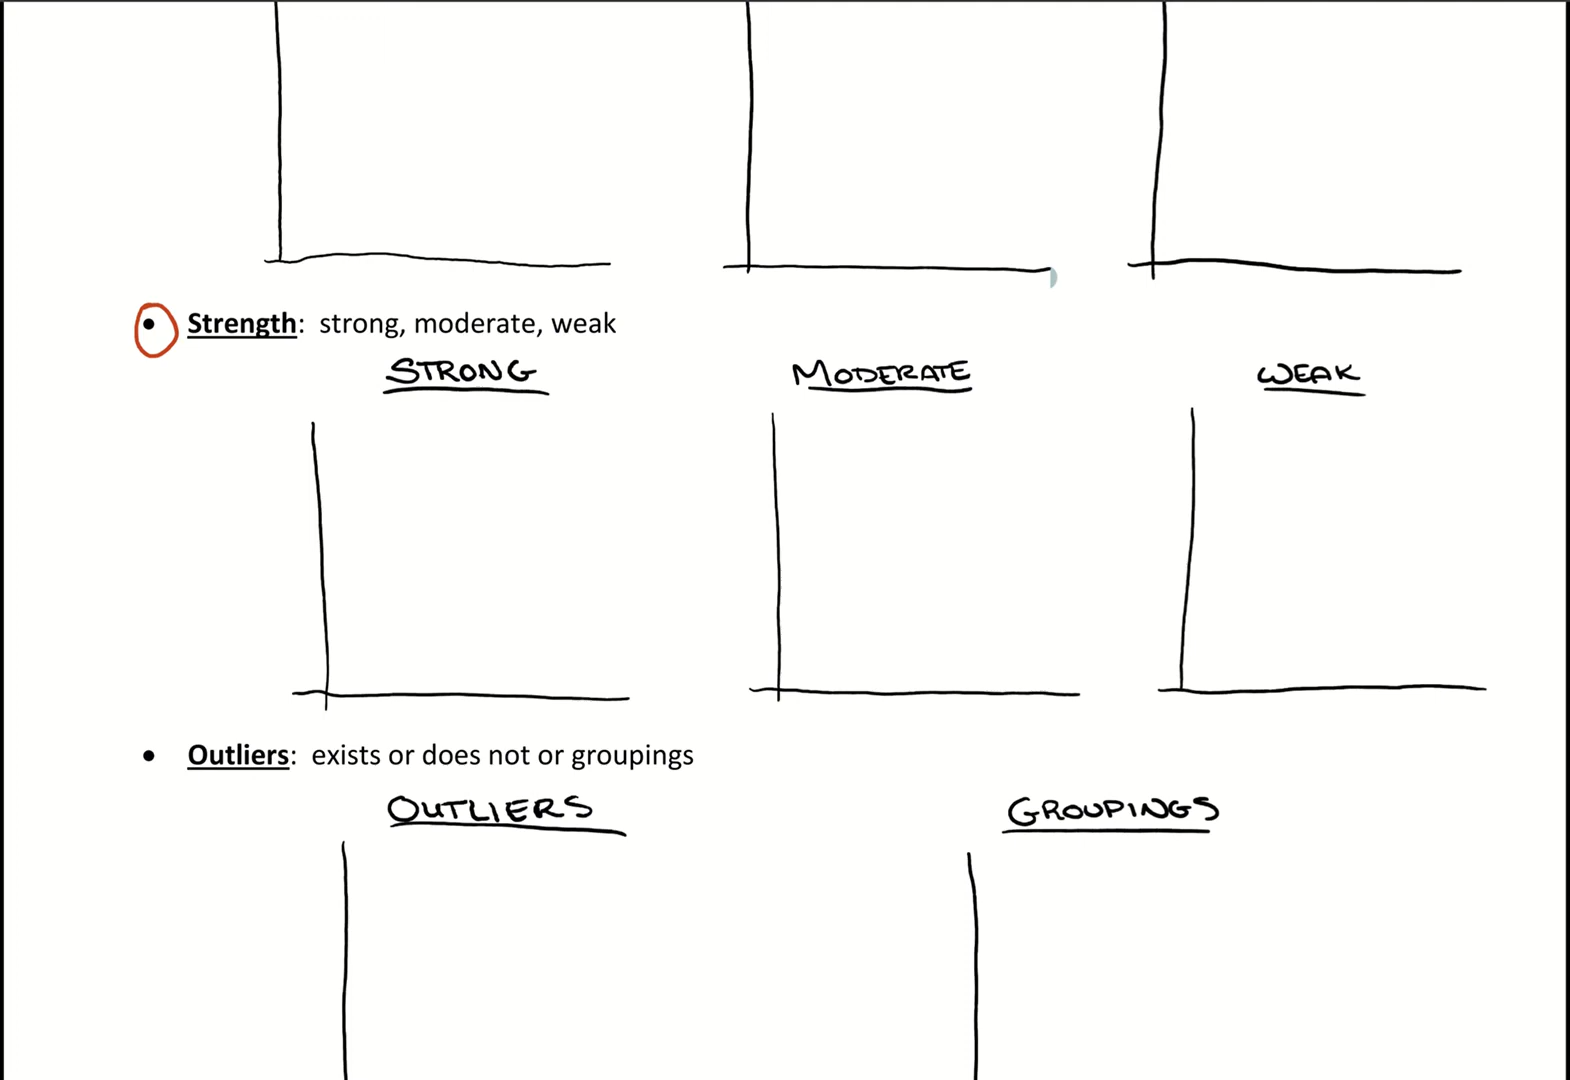 • Strength: strong, moderate, weak
STRONG MODERATE WEAK
• Outliers: exists or does not or groupings
OUTLIERS GROUPINGS